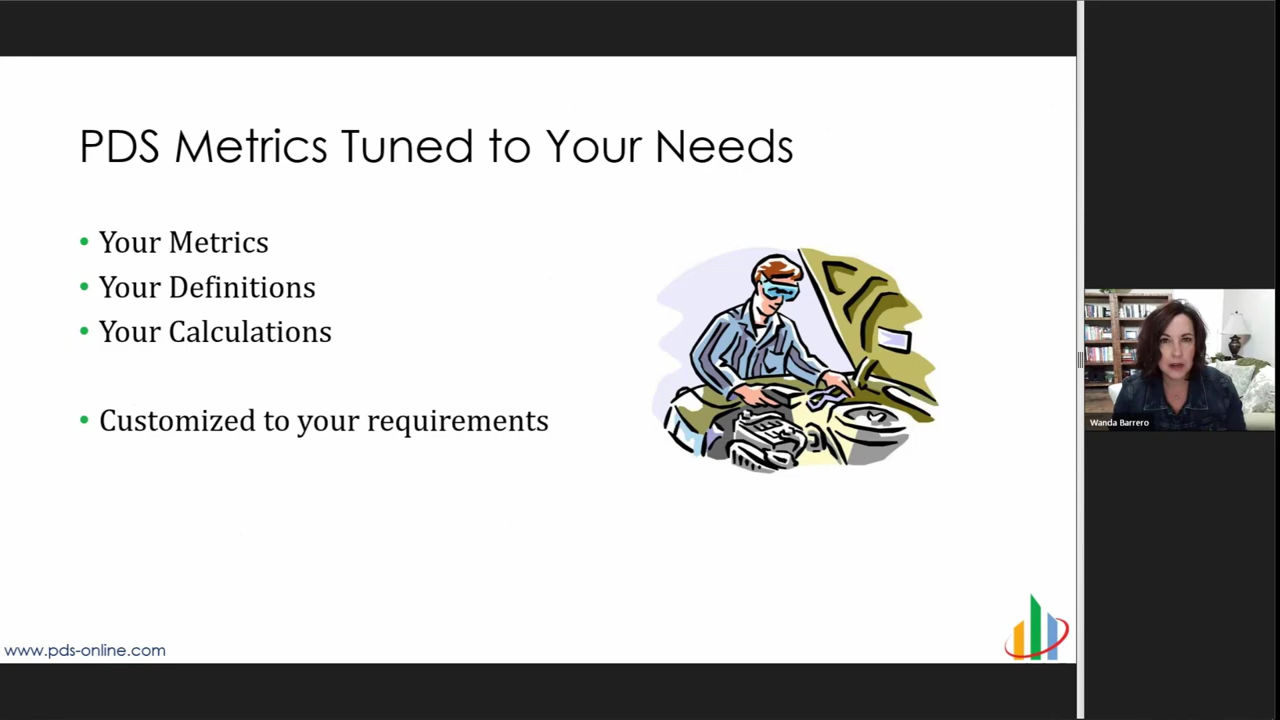 PDS Metrics Tuned to Your Needs
• Your Metrics
• Your Definitions
• Your Calculations
• Customized to your requirements
www.pds-online.com
Wanda Barrero